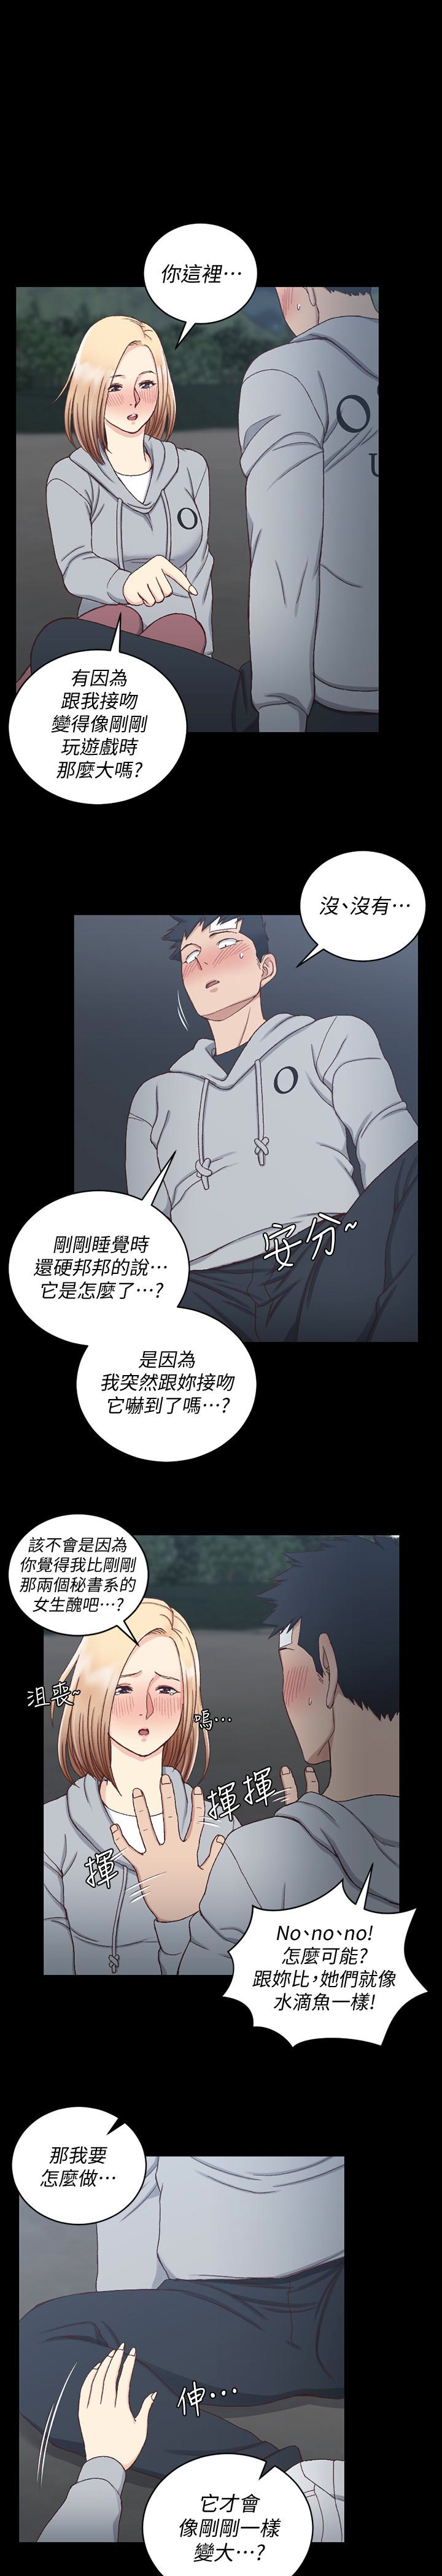 你這裡⋯
O
U
O
有因為
跟我接吻
變得像剛剛
玩遊戲時
那麼大嗎?
沒、沒有⋯
O
安分~
剛剛睡覺時
還硬邦邦的說⋯
它是怎麼了⋯?
是因為
我突然跟妳接吻
它嚇到了嗎⋯?
該不會是因為
你覺得我比剛剛
那兩個秘書系的
女生醜吧⋯?
沮喪~
嗚⋯
揮揮
揮
No、no、no!
怎麼可能?
跟妳比，她們就像
水滴魚一樣!
那我要
怎麼做⋯
伸⋯
它才會
像剛剛一樣
變大⋯?